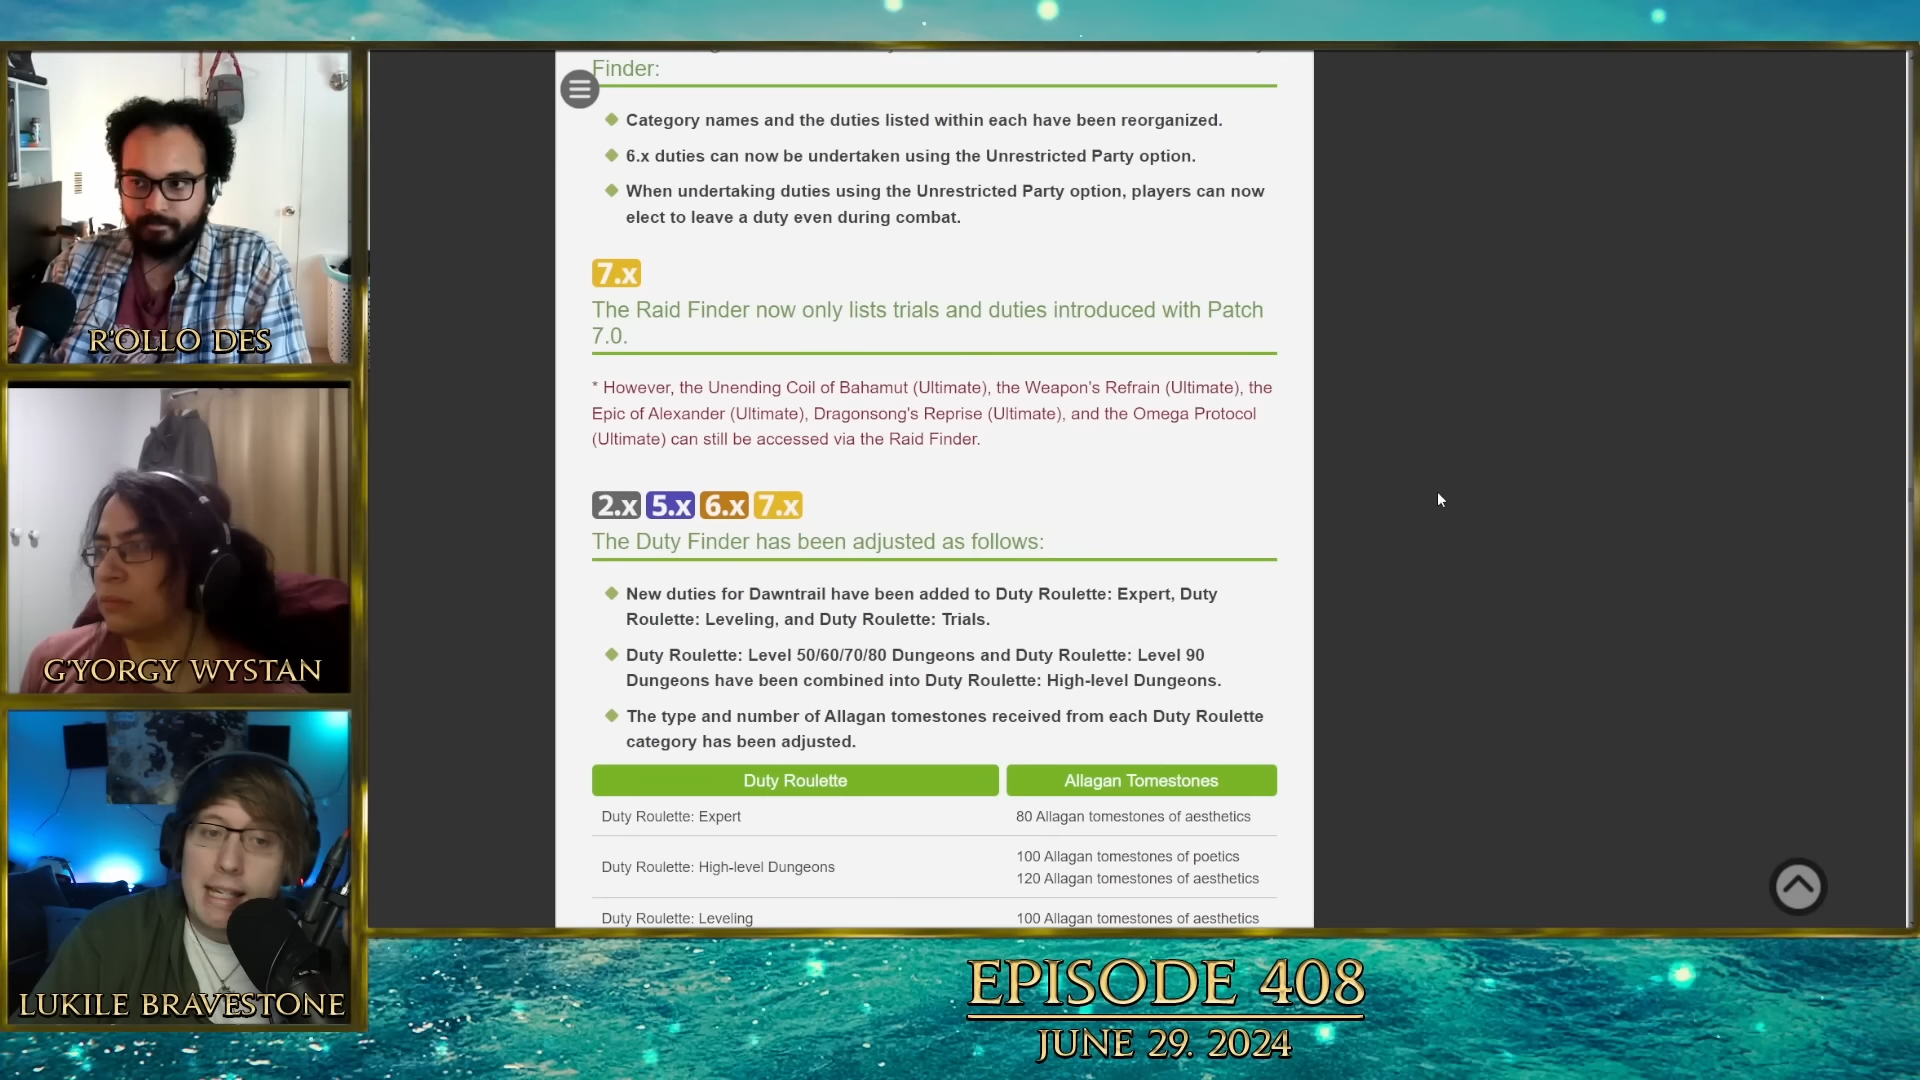 Finder:
Category names and the duties listed within each have been reorganized.
6.x duties can now be undertaken using the Unrestricted Party option.
When undertaking duties using the Unrestricted Party option, players can now
elect to leave a duty even during combat.
7.x
The Raid Finder now only lists trials and duties introduced with Patch
7.0.
* However, the Unending Coil of Bahamut (Ultimate), the Weapon's Refrain (Ultimate), the
Epic of Alexander (Ultimate), Dragonsong's Reprise (Ultimate), and the Omega Protocol
(Ultimate) can still be accessed via the Raid Finder.
2.x 5.x 6.x 7.x
The Duty Finder has been adjusted as follows:
New duties for Dawntrail have been added to Duty Roulette: Expert, Duty
Roulette: Leveling, and Duty Roulette: Trials.
Duty Roulette: Level 50/60/70/80 Dungeons and Duty Roulette: Level 90
Dungeons have been combined into Duty Roulette: High-level Dungeons.
The type and number of Allagan tomestones received from each Duty Roulette
category has been adjusted.
Duty Roulette Allagan Tomestones
Duty Roulette: Expert 80 Allagan tomestones of aesthetics
Duty Roulette: High-level Dungeons 100 Allagan tomestones of poetics
120 Allagan tomestones of aesthetics
Duty Roulette: Leveling 100 Allagan tomestones of aesthetics
R'OLLO DES
G'YORGY WYSTAN
LUKILE BRAVESTONE
EPISODE 408
JUNE 29. 2024